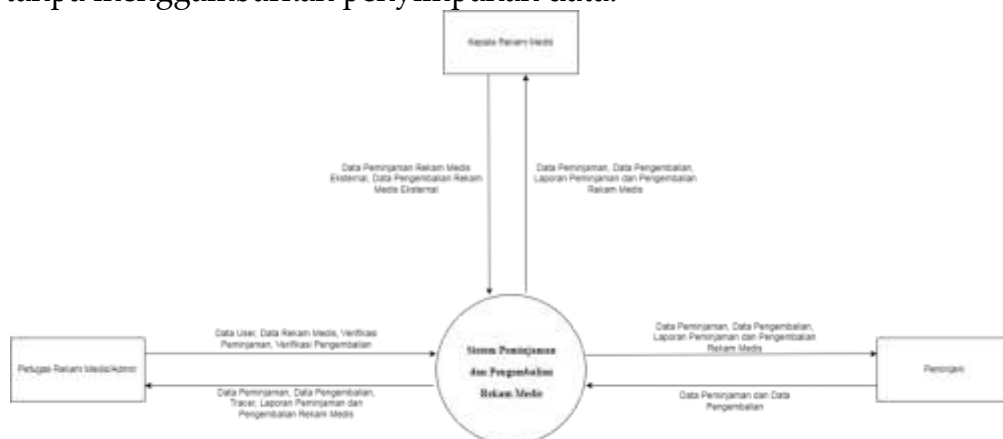 tanpa menggambarkan penyimpanan data.
Kepala Rekam Medis
Data Peminjaman Rekam Medis
Eksternal, Data Pengembalian Rekam
Medis Eksternal
Data Peminjaman, Data Pengembalian,
Laporan Peminjaman dan Pengembalian
Rekam Medis
Data User, Data Rekam Medis, Verifikasi
Peminjaman, Verifikasi Pengembalian
Data Peminjaman, Data Pengembalian,
Laporan Peminjaman dan Pengembalian
Rekam Medis
Petugas Rekam Medis/Admin
Sistem Peminjaman
dan Pengembalian
Rekam Medis
Peminjam
Data Peminjaman, Data Pengembalian,
Tracer, Laporan Peminjaman dan
Pengembalian Rekam Medis
Data Peminjaman dan Data
Pengembalian